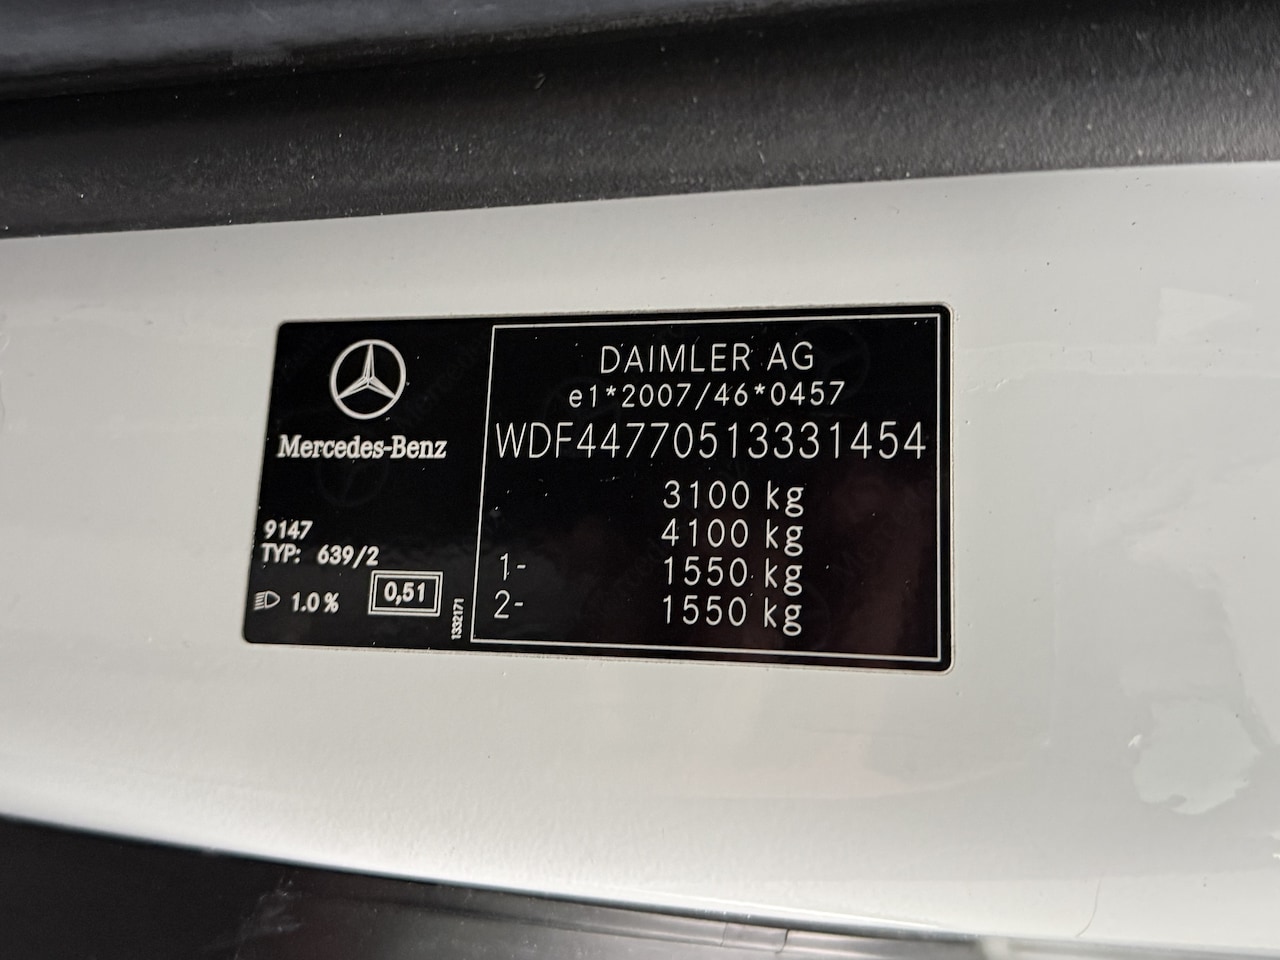 Mercedes-Benz
9147
TYP: 639/2
1.0 %
0,51
1332171
DAIMLER AG
e1*2007/46*0457
WDF44770513331454
3100 kg
4100 kg
1- 1550 kg
2- 1550 kg